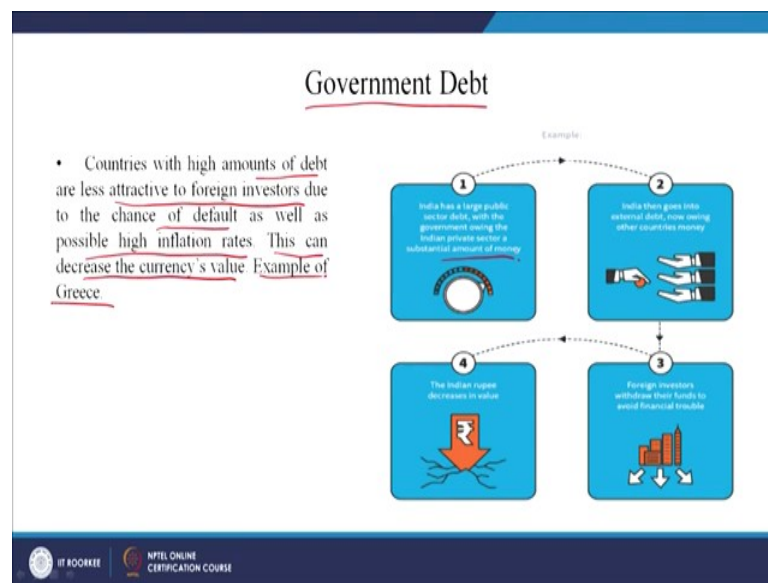 Government Debt
• Countries with high amounts of debt
are less attractive to foreign investors due
to the chance of default as well as
possible high inflation rates. This can
decrease the currency's value. Example of
Greece.
Example:
1
India has a large public
sector debt, with the
government owing the
Indian private sector a
substantial amount of money
2
India then goes into
external debt, now owing
other countries money
3
Foreign investors
withdraw their funds to
avoid financial trouble
4
The Indian rupee
decreases in value
₹
IIT ROORKEE
NPTEL ONLINE
CERTIFICATION COURSE